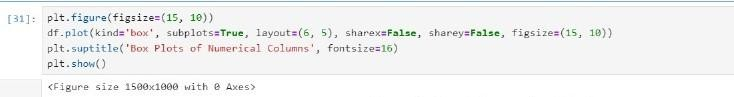 [31]: plt.figure(figsize=(15, 10))
df.plot(kind='box', subplots=True, layout=(6, 5), sharex=False, sharey=False, figsize=(15, 10))
plt.suptitle('Box Plots of Numerical Columns', fontsize=16)
plt.show()
<Figure size 1500x1000 with 0 Axes>